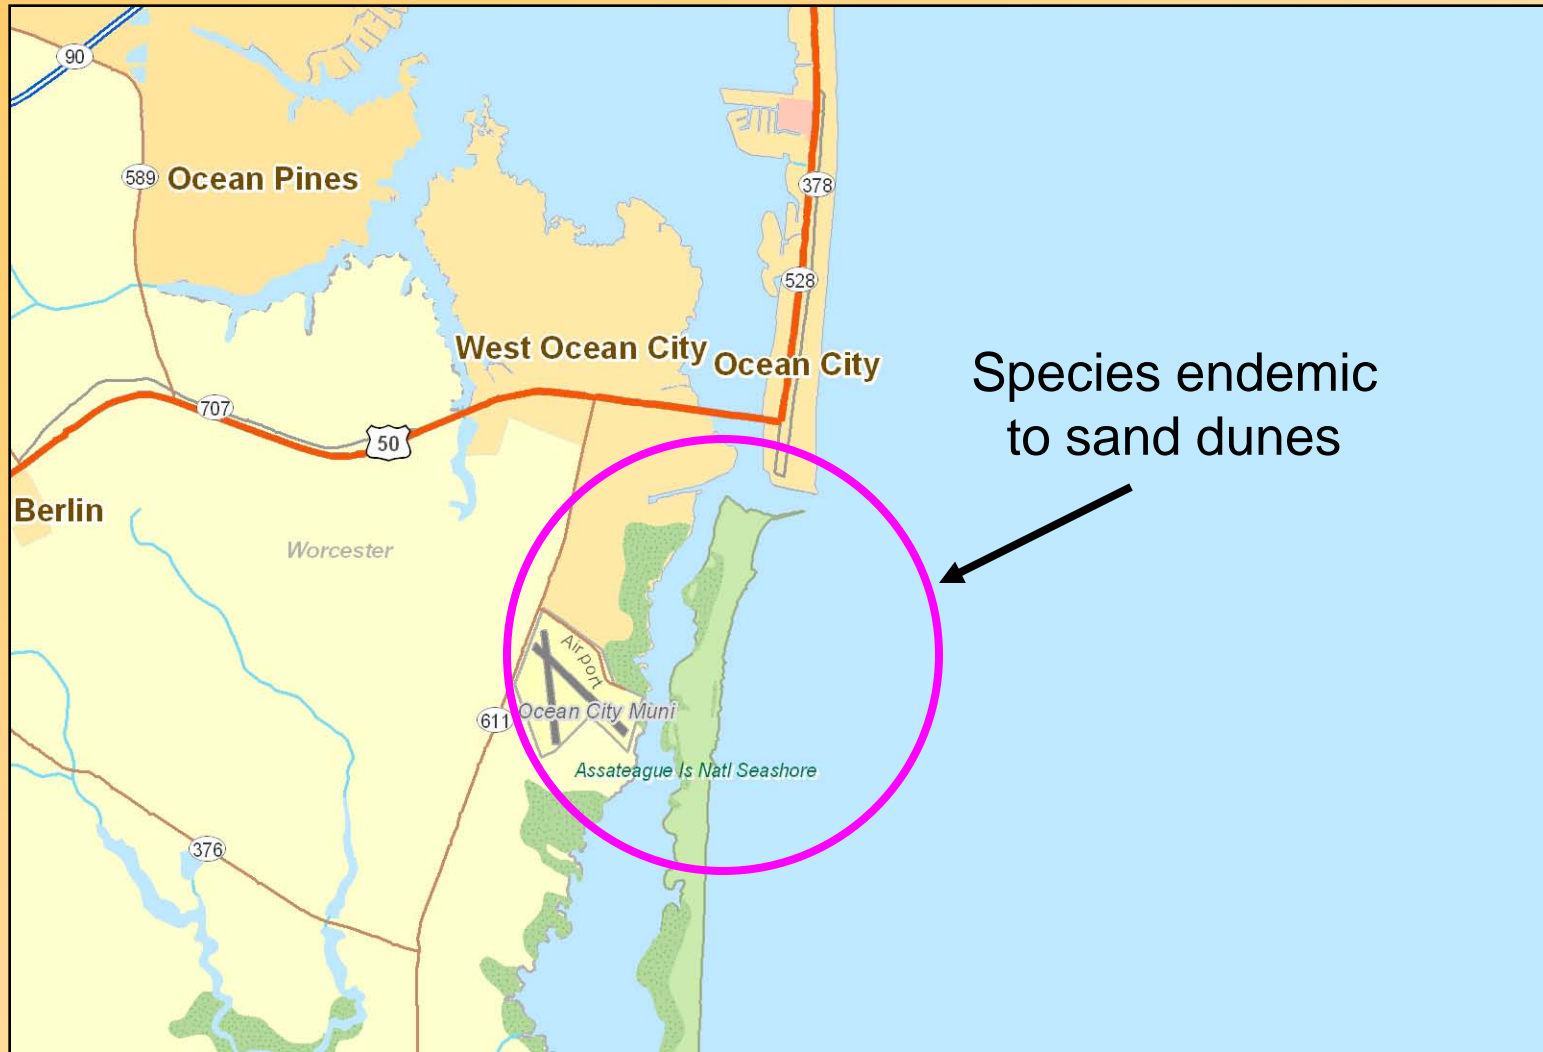 90
589
Ocean Pines
378
528
West Ocean City
Ocean City
Species endemic
to sand dunes
707
50
Berlin
Worcester
Airport
Ocean City Muni
611
Assateague Is Natl Seashore
376